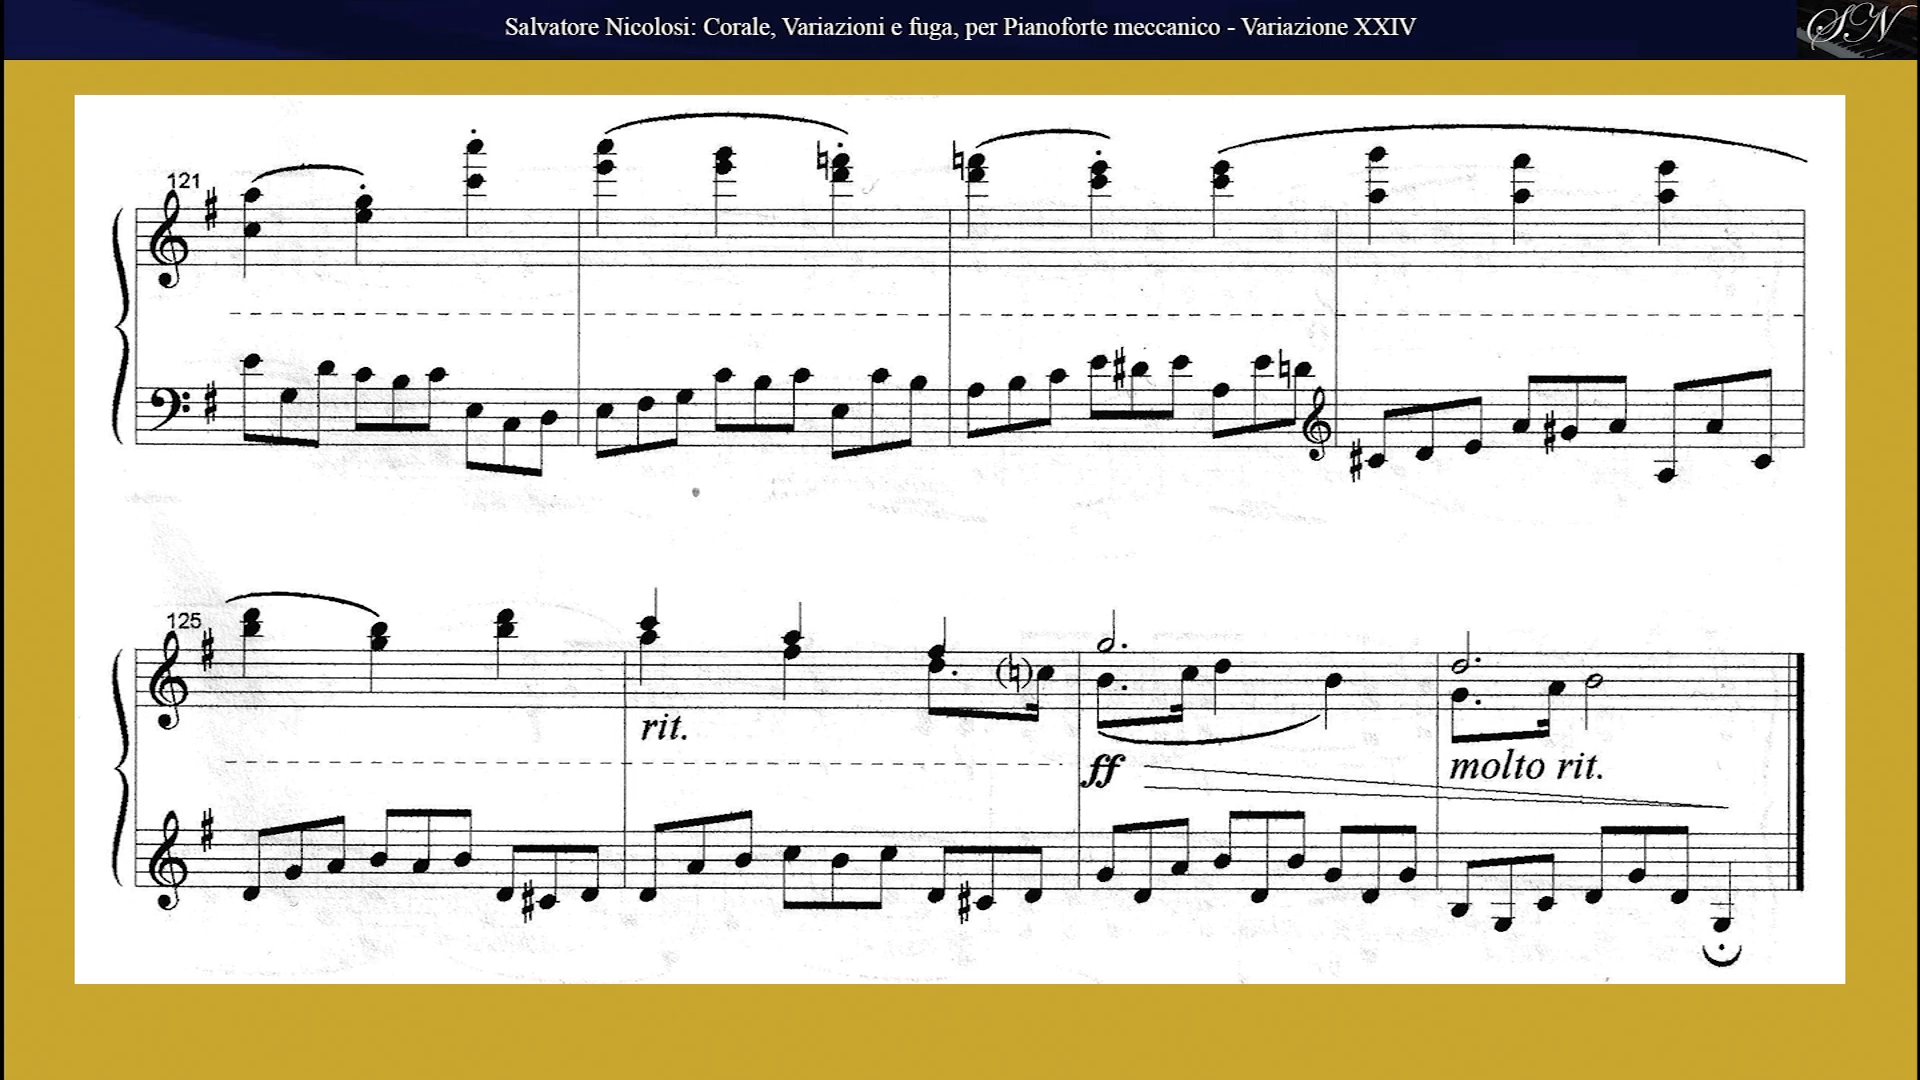 Salvatore Nicolosi: Corale, Variazioni e fuga, per Pianoforte meccanico - Variazione XXIV
SN
121
125
rit.
ff
molto rit.